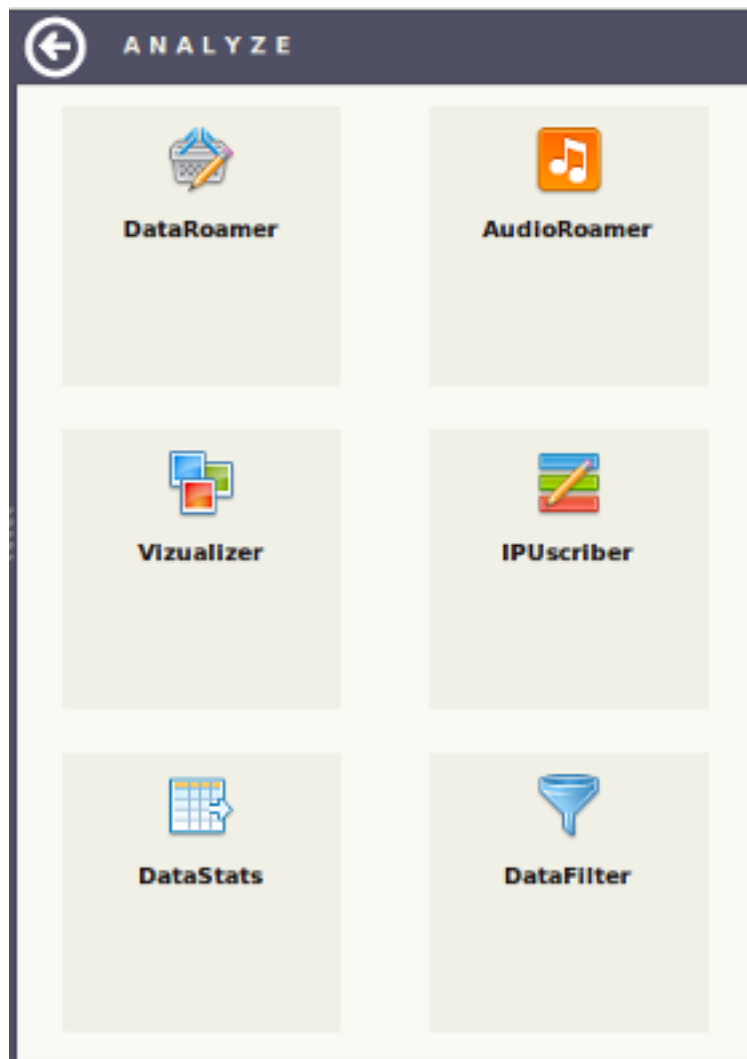 ANALYZE
DataRoamer
AudioRoamer
Vizualizer
IPUscriber
DataStats
DataFilter